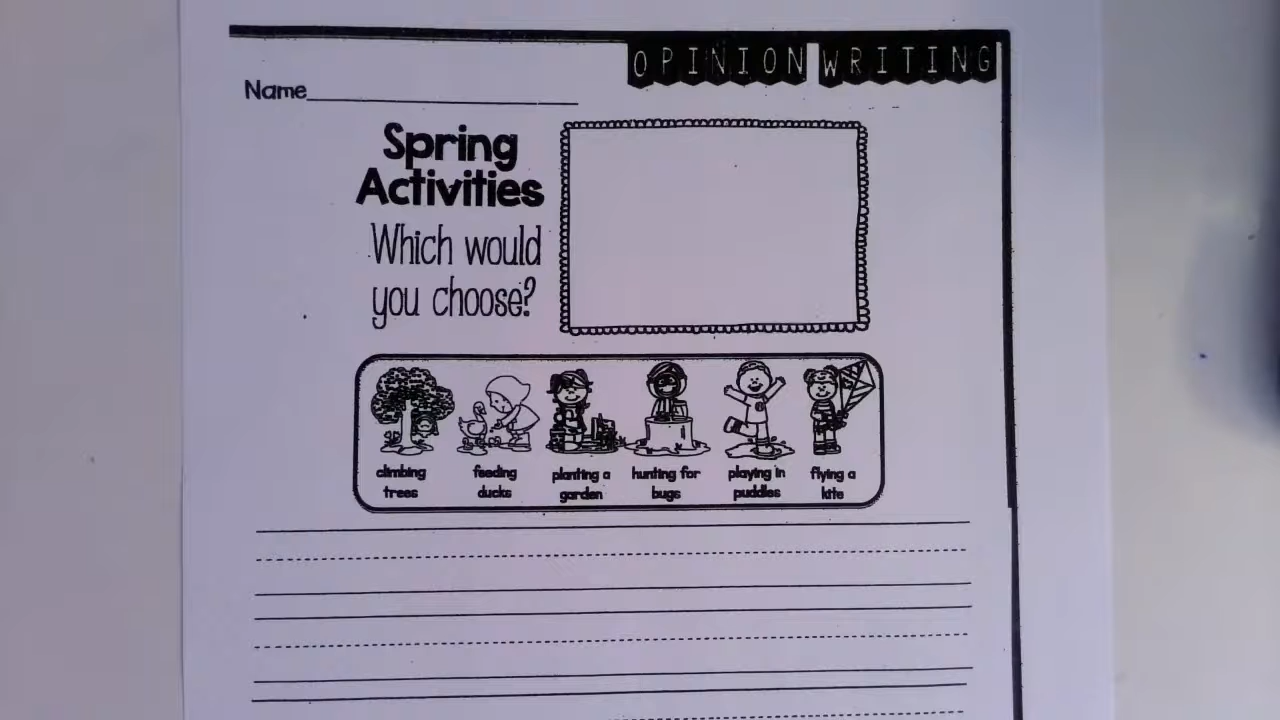 OPINION WRITING
Name
Spring
Activities
Which would
you choose?
climbing
trees
feeding
ducks
planting a
garden
hunting for
bugs
playing in
puddles
flying a
kite